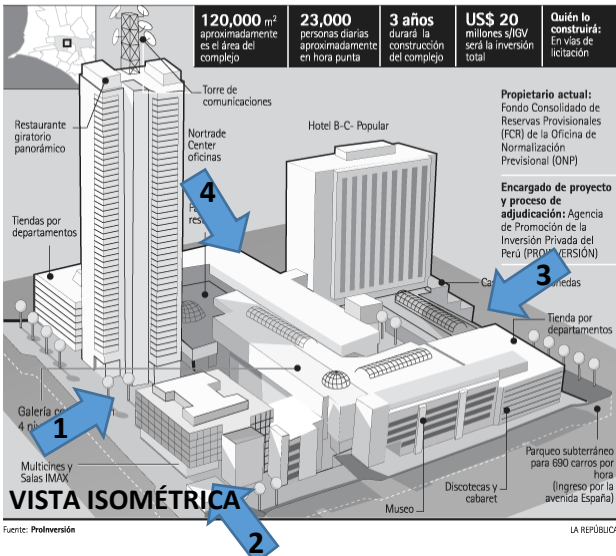 120,000 m²
aproximadamente
es el área del
complejo
23,000
personas diarias
aproximadamente
en hora punta
3 años
durará la
construcción
del complejo
US$ 20
millones s/IGV
será la inversión
total
Quién lo
construirá:
En vías de
licitación
Propietario actual:
Fondo Consolidado de
Reservas Provisionales
(FCR) de la Oficina de
Normalización
Previsional (ONP)
Encargado de proyecto
y proceso de
adjudicación: Agencia
de Promoción de la
Inversión Privada del
Perú (PROINVERSIÓN)
Torre de
comunicaciones
Restaurante
giratorio
panorámico
Nortrade
Center
oficinas
Hotel B-C- Popular
4
Tiendas por
departamentos
3
Tienda por
departamentos
Galería
4
1
Multicines y
Salas IMAX
VISTA ISOMÉTRICA
2
Museo
Discotecas y
cabaret
Parqueo subterráneo
para 690 carros por
hora
(Ingreso por la
avenida España)
Fuente: ProInversión
LA REPÚBLICA